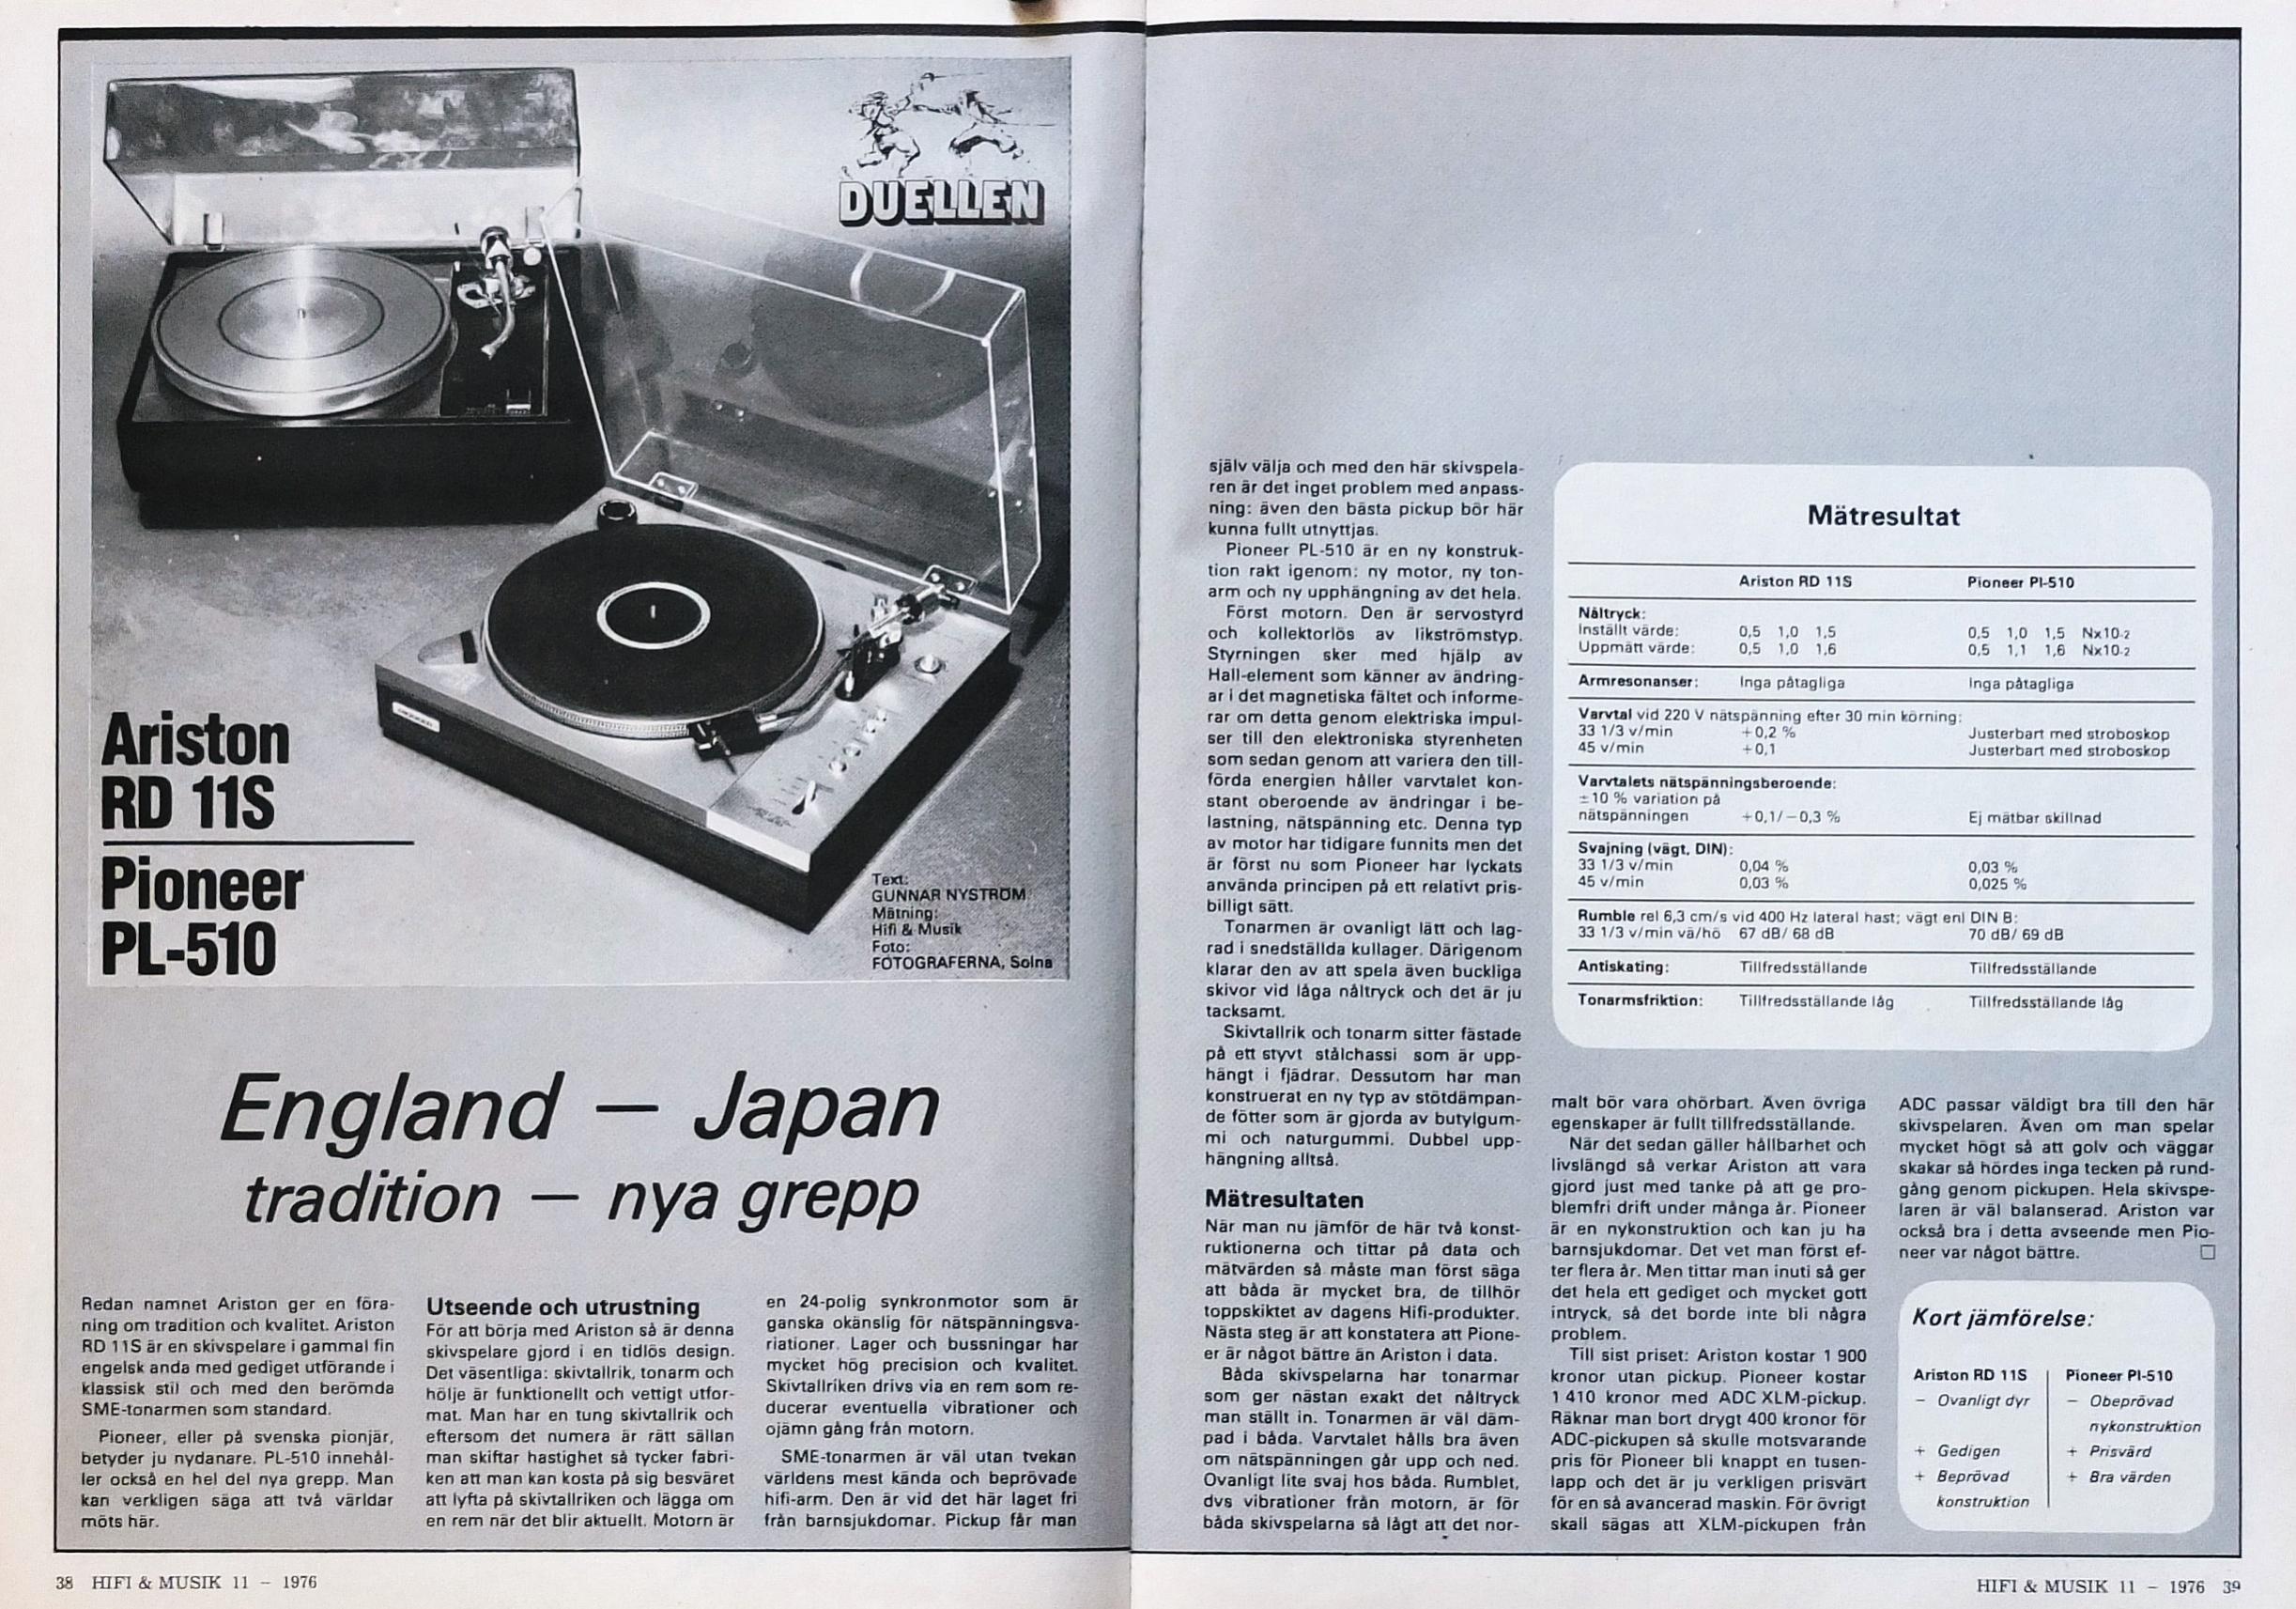 DUELLEN
Ariston
RD 11S
Pioneer
PL-510
Text:
GUNNAR NYSTRÖM
Mätning:
Hifi & Musik
Foto:
FOTOGRAFERNA, Solna
England – Japan
tradition – nya grepp
Redan namnet Ariston ger en föra-
ning om tradition och kvalitet. Ariston
RD 11S är en skivspelare i gammal fin
engelsk anda med gediget utförande i
klassisk stil och med den berömda
SME-tonarmen som standard.
Pioneer, eller på svenska pionjär,
betyder ju nydanare. PL-510 innehål-
ler också en hel del nya grepp. Man
kan verkligen säga att två världar
möts här.
Utseende och utrustning
För att börja med Ariston så är denna
skivspelare gjord i en tidlös design.
Det väsentliga: skivtallrik, tonarm och
hölje är funktionellt och vettigt utfor-
mat. Man har en tung skivtallrik och
eftersom det numera är rätt sällan
man skiftar hastighet så tycker fabri-
ken att man kan kosta på sig besväret
att lyfta på skivtallriken och lägga om
en rem när det blir aktuellt. Motorn är
en 24-polig synkronmotor som är
ganska okänslig för nätspänningsva-
riationer. Lager och bussningar har
mycket hög precision och kvalitet.
Skivtallriken drivs via en rem som re-
ducerar eventuella vibrationer och
ojämn gång från motorn.
SME-tonarmen är väl utan tvekan
världens mest kända och beprövade
hifi-arm. Den är vid det här laget fri
från barnsjukdomar. Pickup får man
38 HIFI & MUSIK 11 – 1976
själv välja och med den här skivspela-
ren är det inget problem med anpass-
ning: även den bästa pickup bör här
kunna fullt utnyttjas.
Pioneer PL-510 är en ny konstruk-
tion rakt igenom: ny motor, ny ton-
arm och ny upphängning av det hela.
Först motorn. Den är servostyrd
och kollektorlös av likströmstyp.
Styrningen sker med hjälp av
Hall-element som känner av ändring-
ar i det magnetiska fältet och informe-
rar om detta genom elektriska impul-
ser till den elektroniska styrenheten
som sedan genom att variera den till-
förda energien håller varvtalet kon-
stant oberoende av ändringar i be-
lastning, nätspänning etc. Denna typ
av motor har tidigare funnits men det
är först nu som Pioneer har lyckats
använda principen på ett relativt pris-
billigt sätt.
Tonarmen är ovanligt lätt och lag-
rad i snedställda kullager. Därigenom
klarar den av att spela även buckliga
skivor vid låga nåltryck och det är ju
tacksamt.
Skivtallrik och tonarm sitter fästade
på ett styvt stålchassi som är upp-
hängt i fjädrar. Dessutom har man
konstruerat en ny typ av stötdämpan-
de fötter som är gjorda av butylgum-
mi och naturgummi. Dubbel upp-
hängning alltså.
Mätresultaten
När man nu jämför de här två konst-
ruktionerna och tittar på data och
mätvärden så måste man först säga
att båda är mycket bra, de tillhör
toppskiktet av dagens Hifi-produkter.
Nästa steg är att konstatera att Pione-
er är något bättre än Ariston i data.
Båda skivspelarna har tonarmar
som ger nästan exakt det nåltryck
man ställt in. Tonarmen är väl däm-
pad i båda. Varvtalet hålls bra även
om nätspänningen går upp och ned.
Ovanligt lite svaj hos båda. Rumblet,
dvs vibrationer från motorn, är för
båda skivspelarna så lågt att det nor-
Mätresultat
Ariston RD 11S Pioneer Pl-510
Nåltryck:
Inställt värde: 0,5 1,0 1,5 0,5 1,0 1,5 Nx10-2
Uppmätt värde: 0,5 1,0 1,6 0,5 1,1 1,6 Nx10-2
Armresonanser: Inga påtagliga Inga påtagliga
Varvtal vid 220 V nätspänning efter 30 min körning:
33 1/3 v/min +0,2 % Justerbart med stroboskop
45 v/min +0,1 Justerbart med stroboskop
Varvtalets nätspänningsberoende:
±10 % variation på
nätspänningen +0,1/−0,3 % Ej mätbar skillnad
Svajning (vägt, DIN):
33 1/3 v/min 0,04 % 0,03 %
45 v/min 0,03 % 0,025 %
Rumble rel 6,3 cm/s vid 400 Hz lateral hast; vägt enl DIN B:
33 1/3 v/min vä/hö 67 dB/ 68 dB 70 dB/ 69 dB
Antiskating: Tillfredsställande Tillfredsställande
Tonarmsfriktion: Tillfredsställande låg Tillfredsställande låg
malt bör vara ohörbart. Även övriga
egenskaper är fullt tillfredsställande.
När det sedan gäller hållbarhet och
livslängd så verkar Ariston att vara
gjord just med tanke på att ge pro-
blemfri drift under många år. Pioneer
är en nykonstruktion och kan ju ha
barnsjukdomar. Det vet man först ef-
ter flera år. Men tittar man inuti så ger
det hela ett gediget och mycket gott
intryck, så det borde inte bli några
problem.
Till sist priset: Ariston kostar 1 900
kronor utan pickup. Pioneer kostar
1 410 kronor med ADC XLM-pickup.
Räknar man bort drygt 400 kronor för
ADC-pickupen så skulle motsvarande
pris för Pioneer bli knappt en tusen-
lapp och det är ju verkligen prisvärt
för en så avancerad maskin. För övrigt
skall sägas att XLM-pickupen från
ADC passar väldigt bra till den här
skivspelaren. Även om man spelar
mycket högt så att golv och väggar
skakar så hördes inga tecken på rund-
gång genom pickupen. Hela skivspe-
laren är väl balanserad. Ariston var
också bra i detta avseende men Pio-
neer var något bättre. □
Kort jämförelse:
Ariston RD 11S
– Ovanligt dyr
+ Gedigen
+ Beprövad
konstruktion
Pioneer Pl-510
– Obeprövad
nykonstruktion
+ Prisvärd
+ Bra värden
HIFI & MUSIK 11 – 1976 39